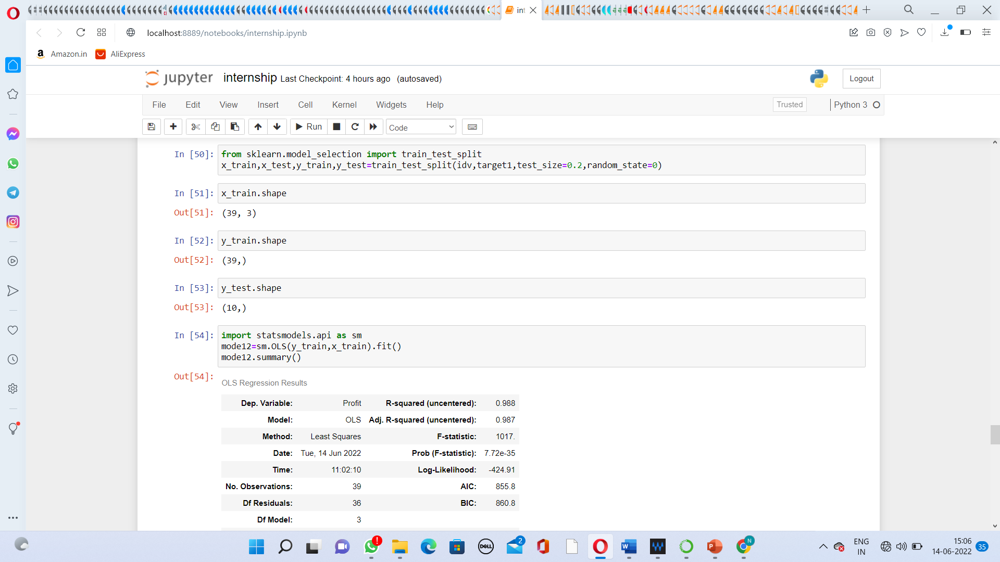 int
localhost:8889/notebooks/internship.ipynb
Amazon.in AliExpress
jupyter internship Last Checkpoint: 4 hours ago (autosaved) Logout
File Edit View Insert Cell Kernel Widgets Help Trusted Python 3
Run Code
In [50]: from sklearn.model_selection import train_test_split
x_train,x_test,y_train,y_test=train_test_split(idv,target1,test_size=0.2,random_state=0)
In [51]: x_train.shape
Out[51]: (39, 3)
In [52]: y_train.shape
Out[52]: (39,)
In [53]: y_test.shape
Out[53]: (10,)
In [54]: import statsmodels.api as sm
mode12=sm.OLS(y_train,x_train).fit()
mode12.summary()
Out[54]:
OLS Regression Results
Dep. Variable: Profit R-squared (uncentered): 0.988
Model: OLS Adj. R-squared (uncentered): 0.987
Method: Least Squares F-statistic: 1017.
Date: Tue, 14 Jun 2022 Prob (F-statistic): 7.72e-35
Time: 11:02:10 Log-Likelihood: -424.91
No. Observations: 39 AIC: 855.8
Df Residuals: 36 BIC: 860.8
Df Model: 3
DELL 2 N
ENG
IN
15:06
14-06-2022 35